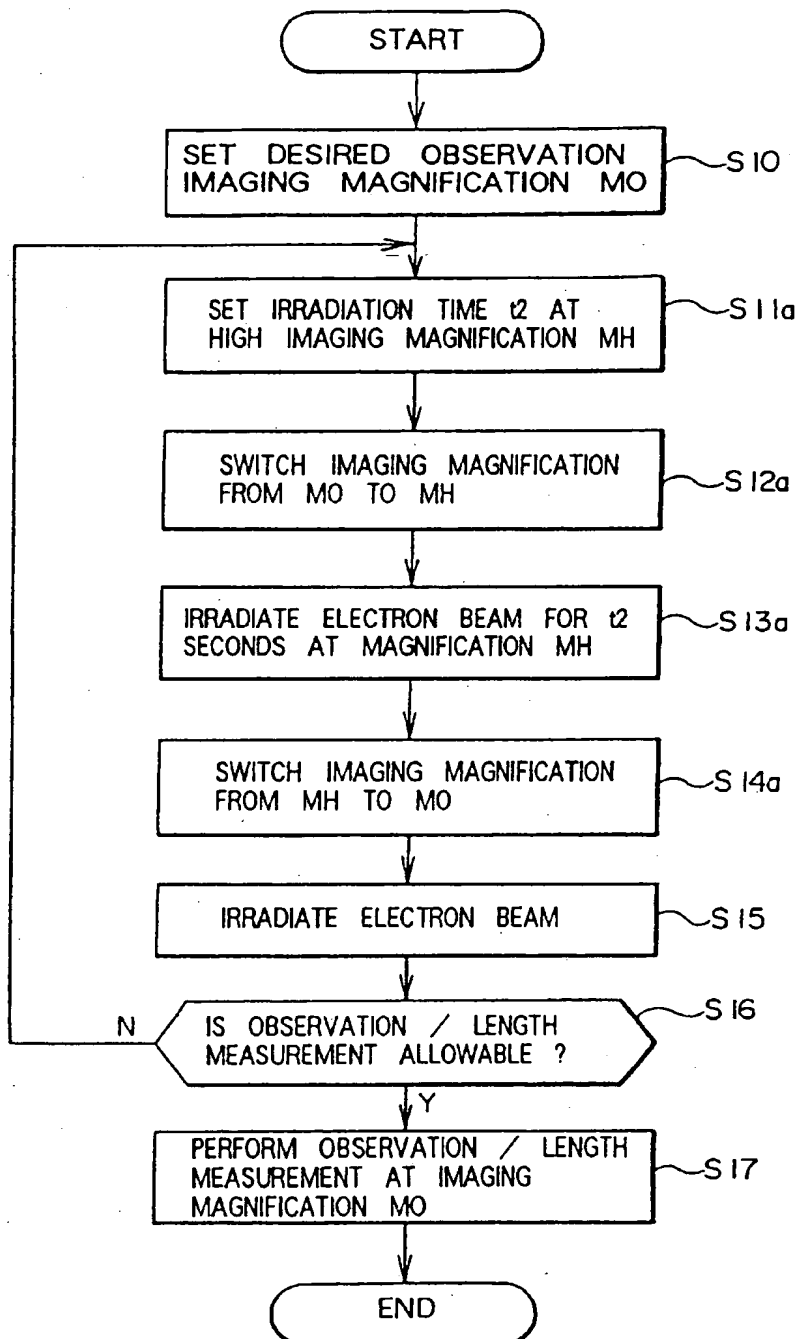 START
SET DESIRED OBSERVATION
IMAGING MAGNIFICATION MO
S10
SET IRRADIATION TIME t2 AT
HIGH IMAGING MAGNIFICATION MH
S11a
SWITCH IMAGING MAGNIFICATION
FROM MO TO MH
S12a
IRRADIATE ELECTRON BEAM FOR t2
SECONDS AT MAGNIFICATION MH
S13a
SWITCH IMAGING MAGNIFICATION
FROM MH TO MO
S14a
IRRADIATE ELECTRON BEAM
S15
N
IS OBSERVATION / LENGTH
MEASUREMENT ALLOWABLE ?
S16
Y
PERFORM OBSERVATION / LENGTH
MEASUREMENT AT IMAGING
MAGNIFICATION MO
S17
END